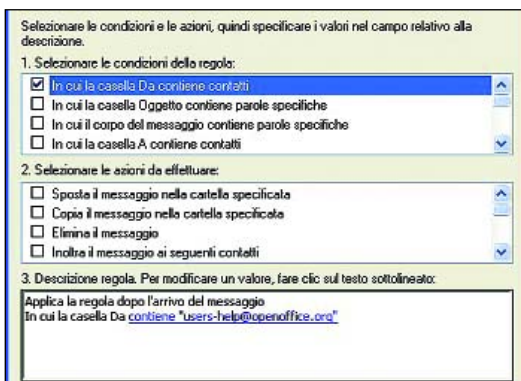 Selezionare le condizioni e le azioni, quindi specificare i valori nel campo relativo alla
descrizione.
1. Selezionare le condizioni della regola:
In cui la casella Da contiene contatti
In cui la casella Oggetto contiene parole specifiche
In cui il corpo del messaggio contiene parole specifiche
In cui la casella A contiene contatti
2. Selezionare le azioni da effettuare:
Sposta il messaggio nella cartella specificata
Copia il messaggio nella cartella specificata
Elimina il messaggio
Inoltra il messaggio ai seguenti contatti
3. Descrizione regola. Per modificare un valore, fare clic sul testo sottolineato:
Applica la regola dopo l'arrivo del messaggio
In cui la casella Da contiene "users-help@openoffice.org"